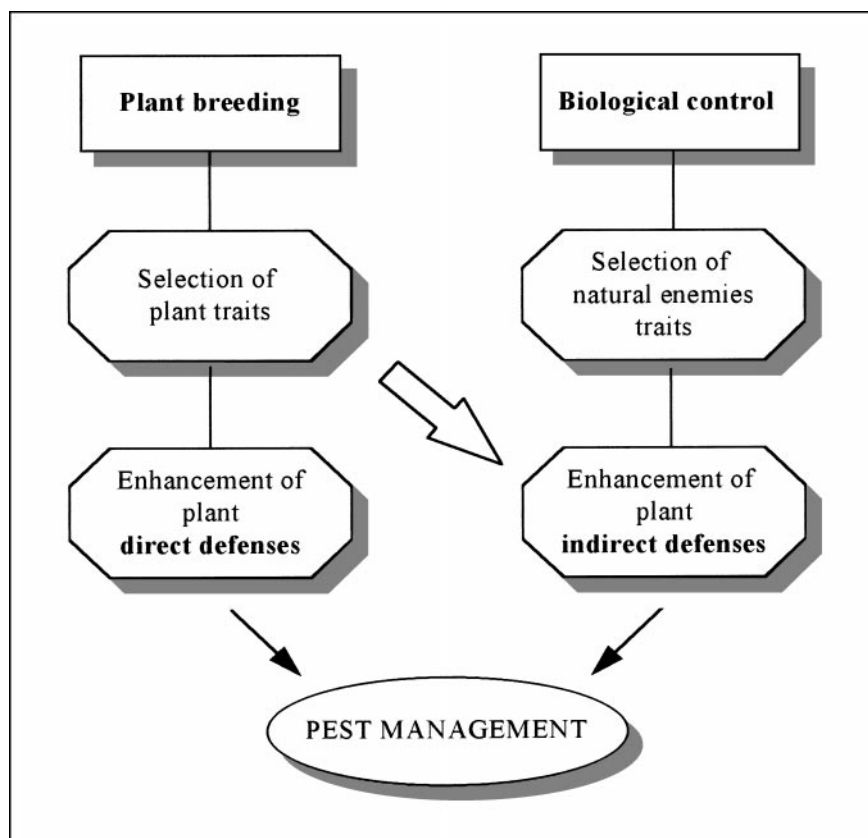 Plant breeding
Biological control
Selection of
plant traits
Selection of
natural enemies
traits
Enhancement of
plant
direct defenses
Enhancement of
plant
indirect defenses
PEST MANAGEMENT